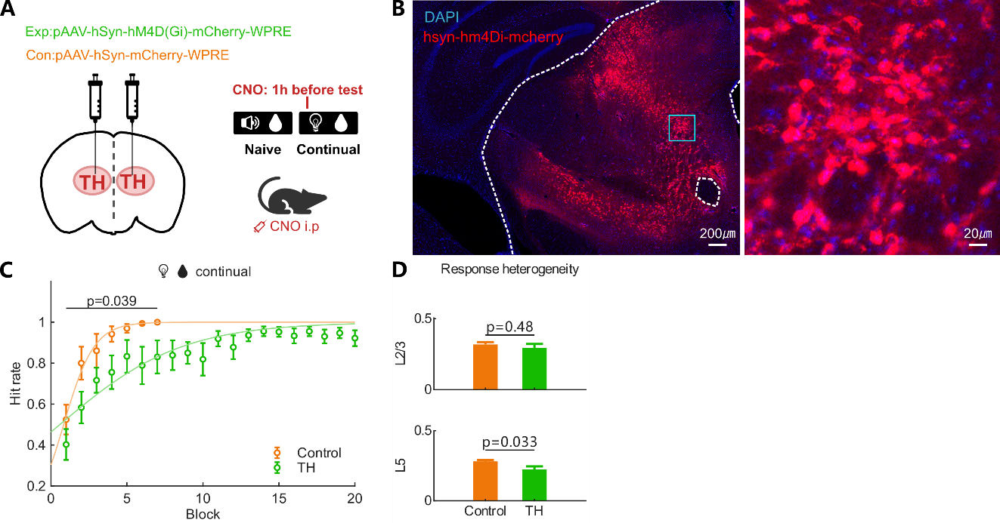 A
Exp:pAAV-hSyn-hM4D(Gi)-mCherry-WPRE
Con:pAAV-hSyn-mCherry-WPRE
CNO: 1h before test
Naive Continual
TH TH
CNO i.p
B
DAPI
hsyn-hm4Di-mcherry
200μm
20μm
C
continual
p=0.039
Hit rate
1
0.8
0.6
0.4
0.2
0 5 10 15 20
Block
Control
TH
D
Response heterogeneity
0.5
p=0.48
L2/3
0
0.5
p=0.033
L5
0
Control TH